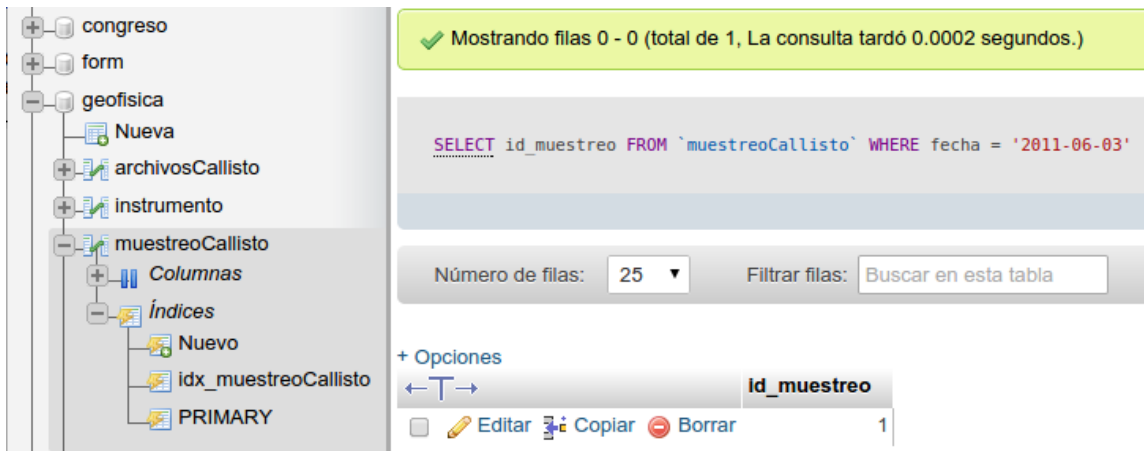 congreso
form
geofisica
Nueva
archivosCallisto
instrumento
muestreoCallisto
Columnas
Índices
Nuevo
idx_muestreoCallisto
PRIMARY
Mostrando filas 0 - 0 (total de 1, La consulta tardó 0.0002 segundos.)
SELECT id_muestreo FROM `muestreoCallisto` WHERE fecha = '2011-06-03'
Número de filas: 25 Filtrar filas: Buscar en esta tabla
+ Opciones
←T→ id_muestreo
Editar Copiar Borrar 1